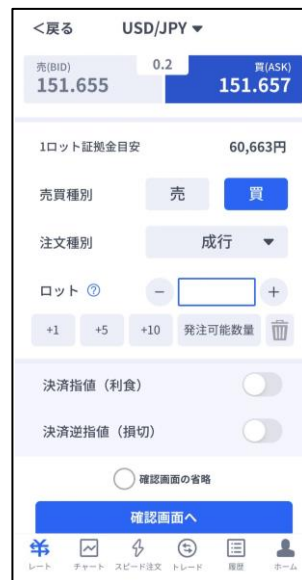 <戻る USD/JPY ▼
売(BID) 0.2 買(ASK)
151.655 151.657
1ロット証拠金目安 60,663円
売買種別 売 買
注文種別 成行 ▼
ロット ? − +
+1 +5 +10 発注可能数量
決済指値（利食）
決済逆指値（損切）
確認画面の省略
確認画面へ
レート チャート スピード注文 トレード 履歴 ホーム